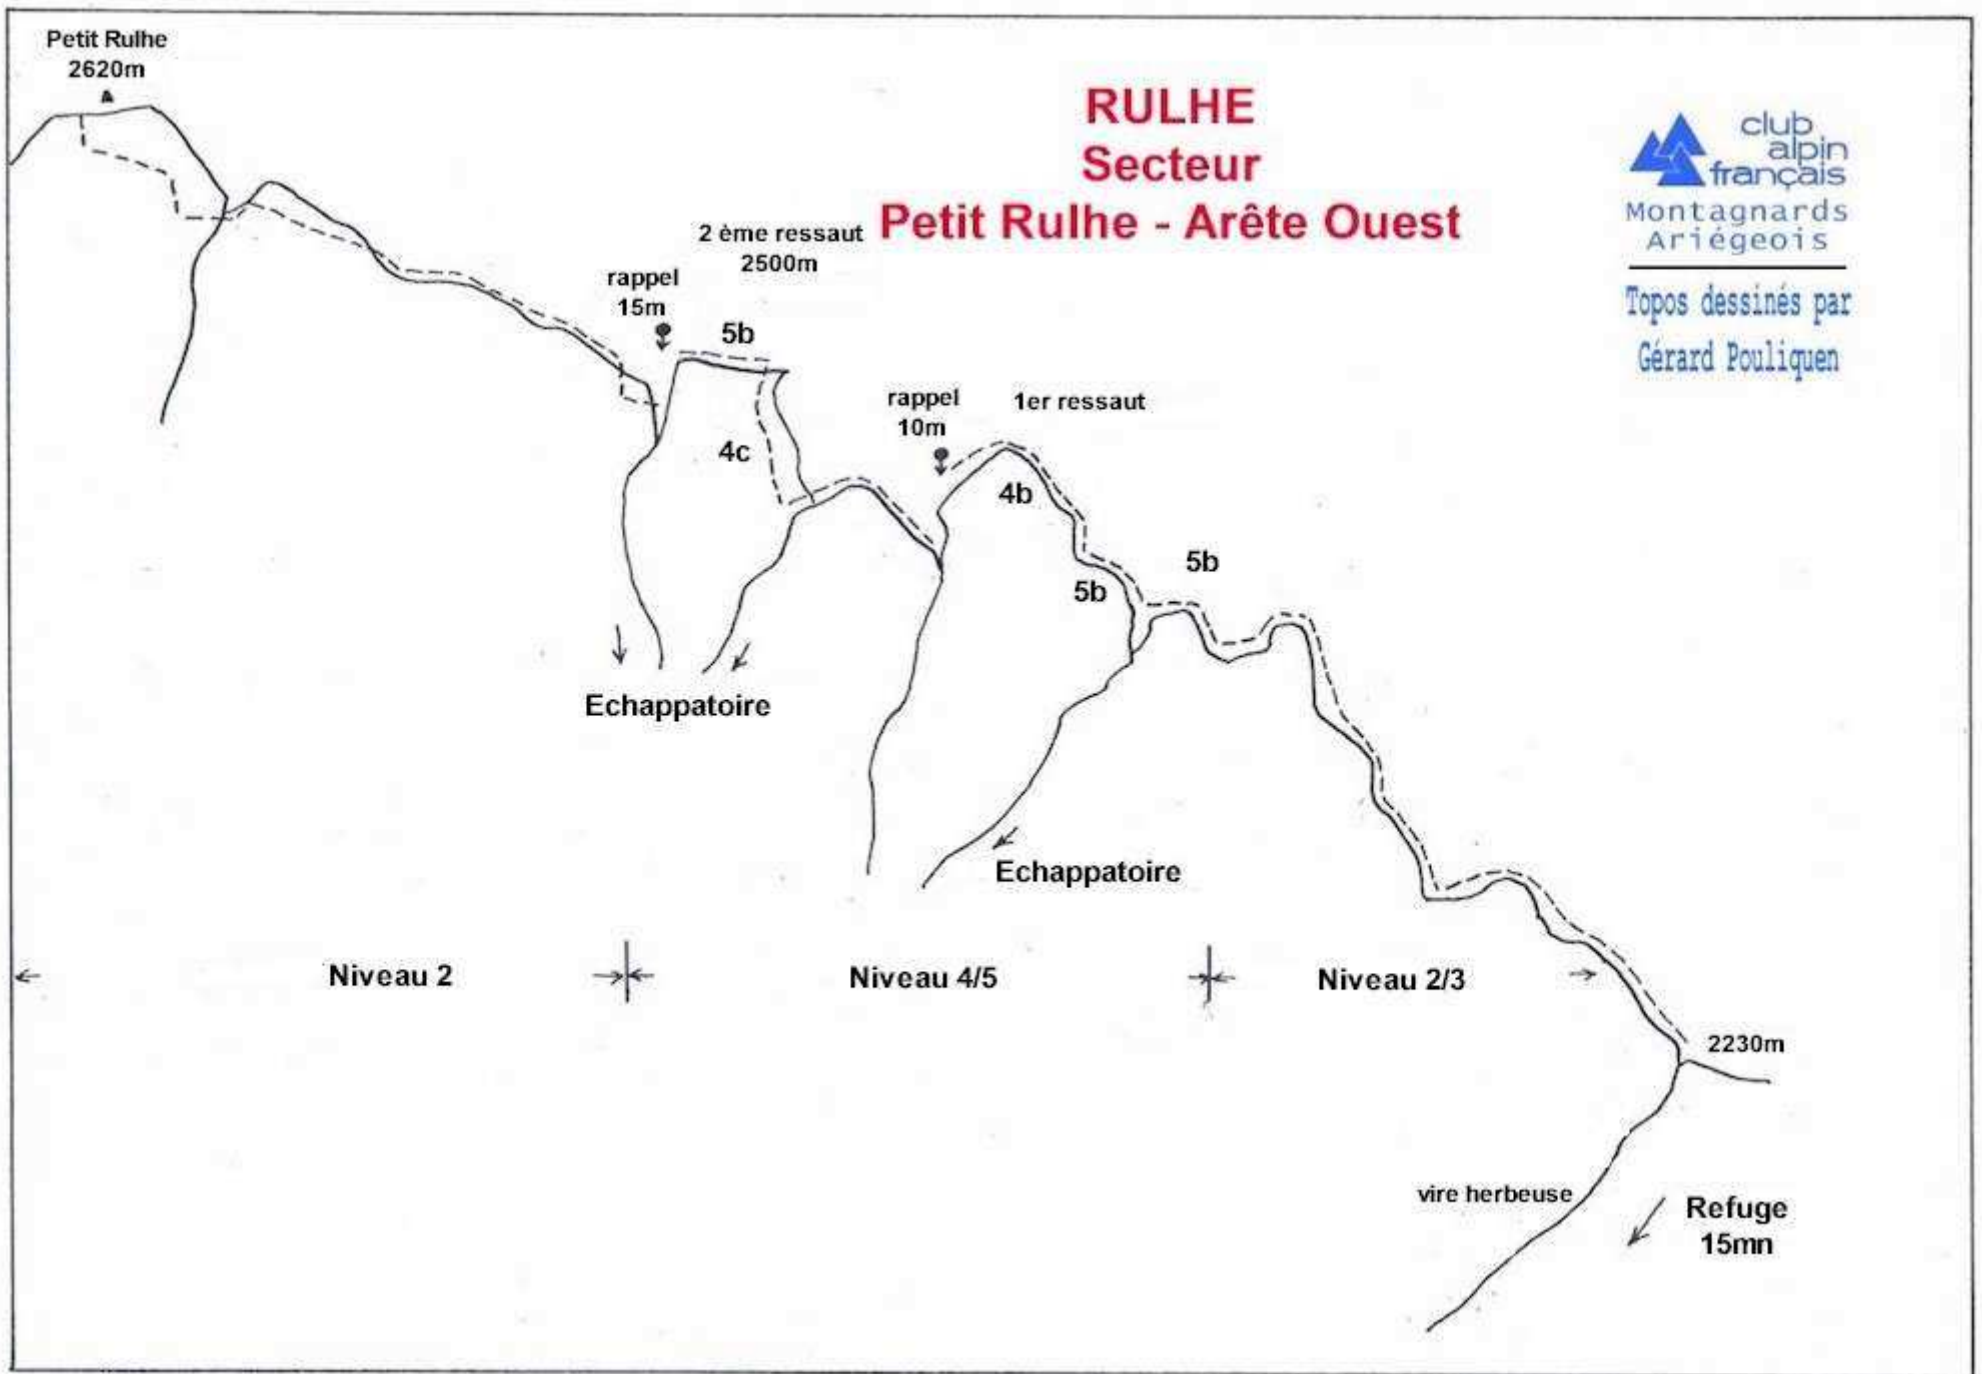 Petit Rulhe
2620m
RULHE
Secteur
Petit Rulhe - Arête Ouest
club
alpin
français
Montagnards
Ariégeois
Topos dessinés par
Gérard Pouliquen
2 ème ressaut
2500m
rappel
15m
5b
4c
rappel
10m
1er ressaut
4b
5b
5b
Echappatoire
Echappatoire
Niveau 2
Niveau 4/5
Niveau 2/3
2230m
vire herbeuse
Refuge
15mn